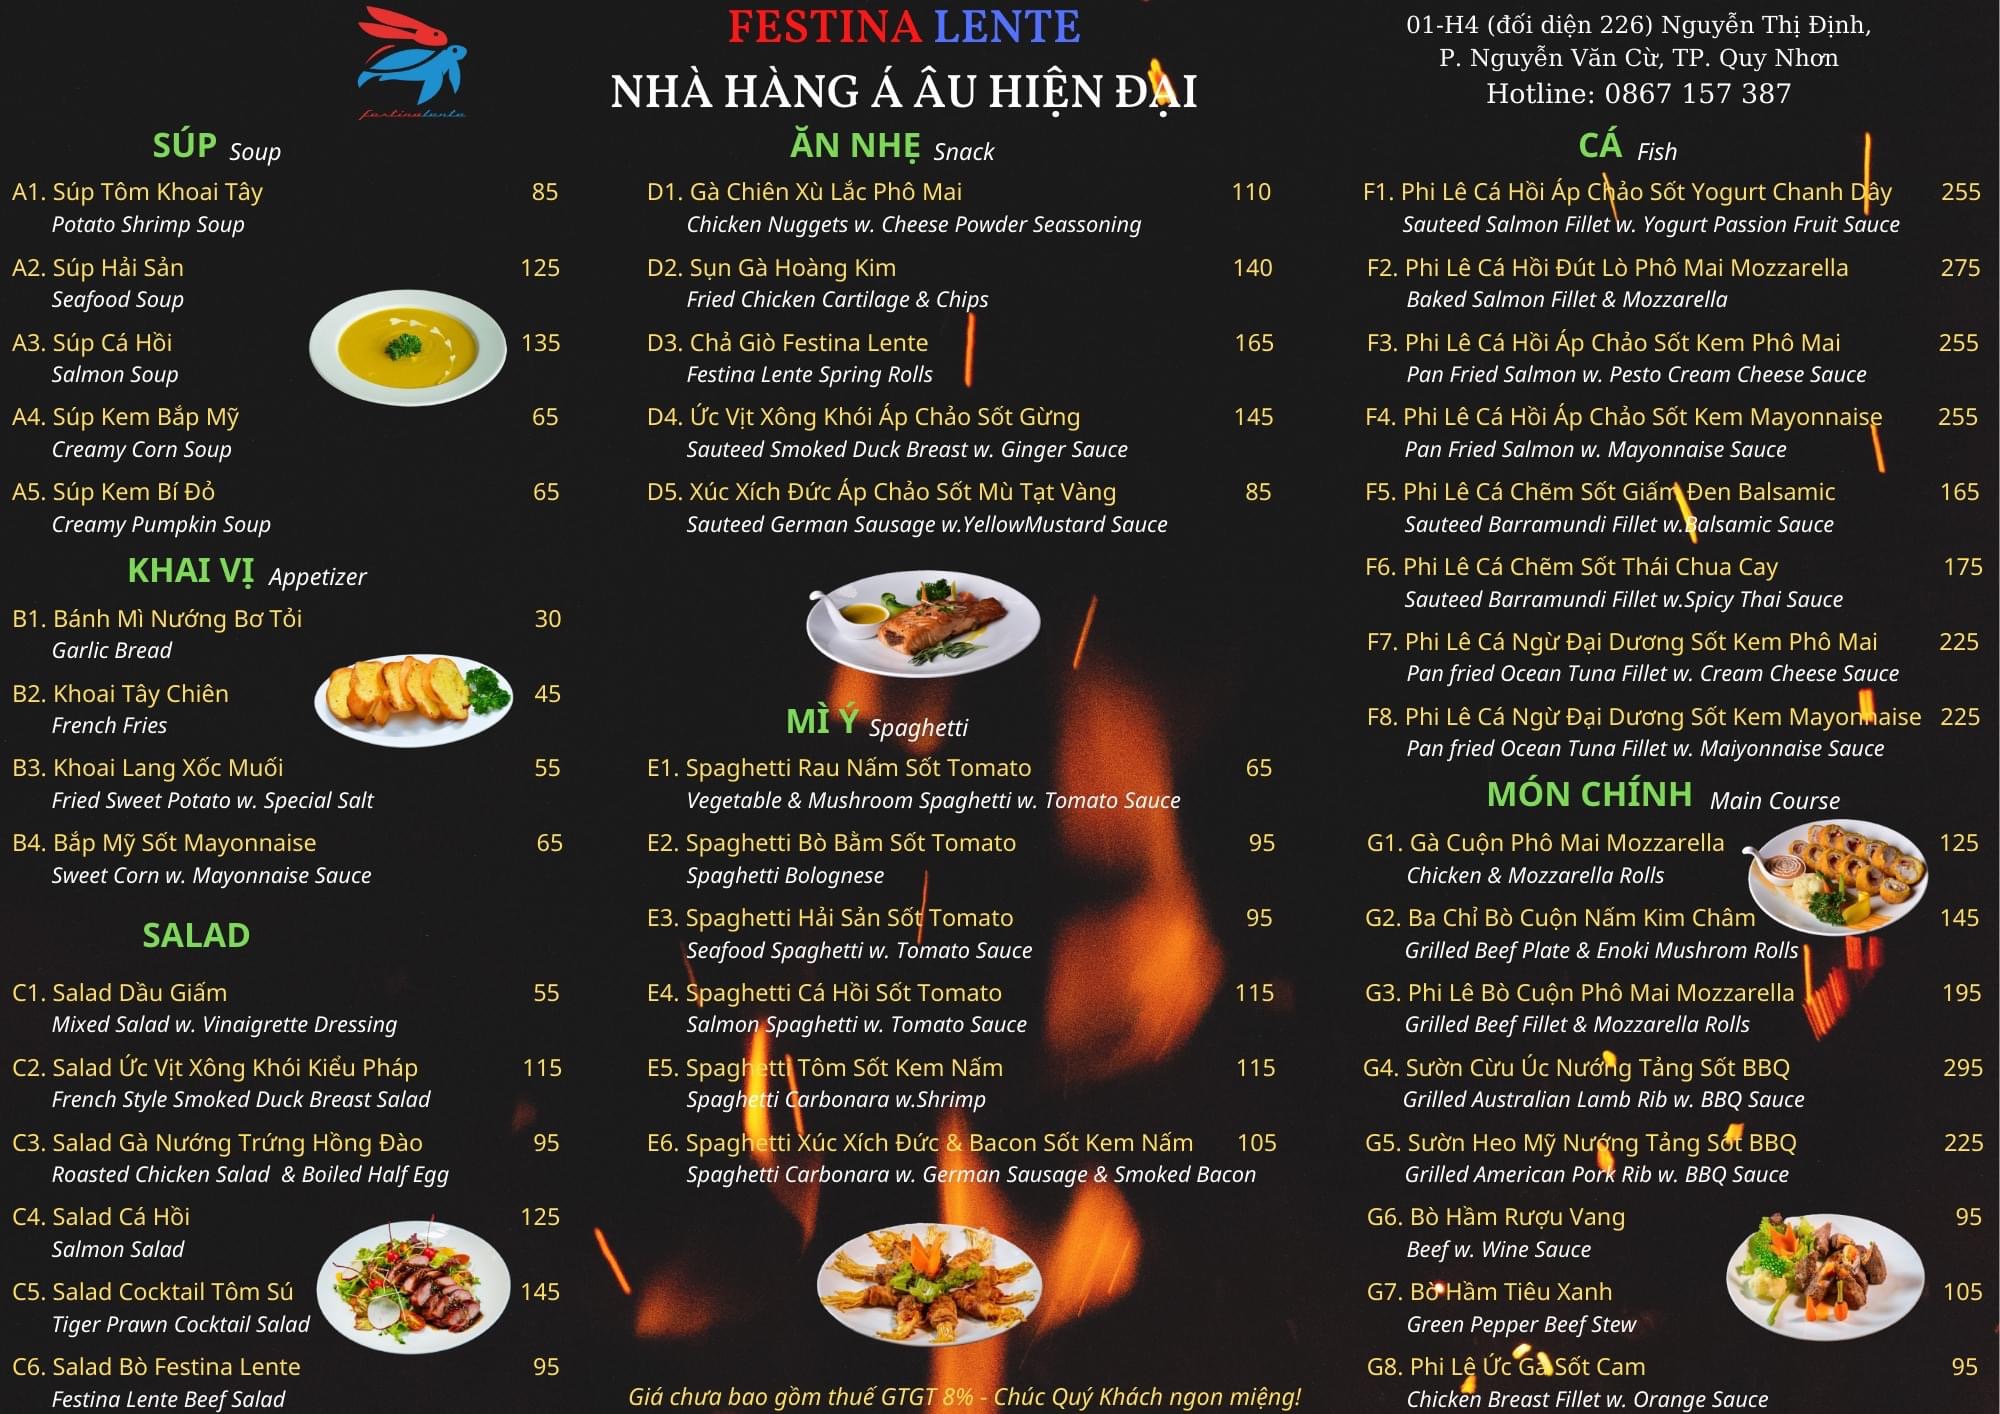 festinalente
FESTINA LENTE
NHÀ HÀNG Á ÂU HIỆN ĐẠI
01-H4 (đối diện 226) Nguyễn Thị Định,
P. Nguyễn Văn Cừ, TP. Quy Nhơn
Hotline: 0867 157 387
SÚP Soup
A1. Súp Tôm Khoai Tây 85
Potato Shrimp Soup
A2. Súp Hải Sản 125
Seafood Soup
A3. Súp Cá Hồi 135
Salmon Soup
A4. Súp Kem Bắp Mỹ 65
Creamy Corn Soup
A5. Súp Kem Bí Đỏ 65
Creamy Pumpkin Soup
KHAI VỊ Appetizer
B1. Bánh Mì Nướng Bơ Tỏi 30
Garlic Bread
B2. Khoai Tây Chiên 45
French Fries
B3. Khoai Lang Xốc Muối 55
Fried Sweet Potato w. Special Salt
B4. Bắp Mỹ Sốt Mayonnaise 65
Sweet Corn w. Mayonnaise Sauce
SALAD
C1. Salad Dầu Giấm 55
Mixed Salad w. Vinaigrette Dressing
C2. Salad Ức Vịt Xông Khói Kiểu Pháp 115
French Style Smoked Duck Breast Salad
C3. Salad Gà Nướng Trứng Hồng Đào 95
Roasted Chicken Salad & Boiled Half Egg
C4. Salad Cá Hồi 125
Salmon Salad
C5. Salad Cocktail Tôm Sú 145
Tiger Prawn Cocktail Salad
C6. Salad Bò Festina Lente 95
Festina Lente Beef Salad
ĂN NHẸ Snack
D1. Gà Chiên Xù Lắc Phô Mai 110
Chicken Nuggets w. Cheese Powder Seassoning
D2. Sụn Gà Hoàng Kim 140
Fried Chicken Cartilage & Chips
D3. Chả Giò Festina Lente 165
Festina Lente Spring Rolls
D4. Ức Vịt Xông Khói Áp Chảo Sốt Gừng 145
Sauteed Smoked Duck Breast w. Ginger Sauce
D5. Xúc Xích Đức Áp Chảo Sốt Mù Tạt Vàng 85
Sauteed German Sausage w.YellowMustard Sauce
MÌ Ý Spaghetti
E1. Spaghetti Rau Nấm Sốt Tomato 65
Vegetable & Mushroom Spaghetti w. Tomato Sauce
E2. Spaghetti Bò Bằm Sốt Tomato 95
Spaghetti Bolognese
E3. Spaghetti Hải Sản Sốt Tomato 95
Seafood Spaghetti w. Tomato Sauce
E4. Spaghetti Cá Hồi Sốt Tomato 115
Salmon Spaghetti w. Tomato Sauce
E5. Spaghetti Tôm Sốt Kem Nấm 115
Spaghetti Carbonara w.Shrimp
E6. Spaghetti Xúc Xích Đức & Bacon Sốt Kem Nấm 105
Spaghetti Carbonara w. German Sausage & Smoked Bacon
Giá chưa bao gồm thuế GTGT 8% - Chúc Quý Khách ngon miệng!
CÁ Fish
F1. Phi Lê Cá Hồi Áp Chảo Sốt Yogurt Chanh Dây 255
Sauteed Salmon Fillet w. Yogurt Passion Fruit Sauce
F2. Phi Lê Cá Hồi Đút Lò Phô Mai Mozzarella 275
Baked Salmon Fillet & Mozzarella
F3. Phi Lê Cá Hồi Áp Chảo Sốt Kem Phô Mai 255
Pan Fried Salmon w. Pesto Cream Cheese Sauce
F4. Phi Lê Cá Hồi Áp Chảo Sốt Kem Mayonnaise 255
Pan Fried Salmon w. Mayonnaise Sauce
F5. Phi Lê Cá Chẽm Sốt Giấm Đen Balsamic 165
Sauteed Barramundi Fillet w.Balsamic Sauce
F6. Phi Lê Cá Chẽm Sốt Thái Chua Cay 175
Sauteed Barramundi Fillet w.Spicy Thai Sauce
F7. Phi Lê Cá Ngừ Đại Dương Sốt Kem Phô Mai 225
Pan fried Ocean Tuna Fillet w. Cream Cheese Sauce
F8. Phi Lê Cá Ngừ Đại Dương Sốt Kem Mayonnaise 225
Pan fried Ocean Tuna Fillet w. Maiyonnaise Sauce
MÓN CHÍNH Main Course
G1. Gà Cuộn Phô Mai Mozzarella 125
Chicken & Mozzarella Rolls
G2. Ba Chỉ Bò Cuộn Nấm Kim Châm 145
Grilled Beef Plate & Enoki Mushrom Rolls
G3. Phi Lê Bò Cuộn Phô Mai Mozzarella 195
Grilled Beef Fillet & Mozzarella Rolls
G4. Sườn Cừu Úc Nướng Tảng Sốt BBQ 295
Grilled Australian Lamb Rib w. BBQ Sauce
G5. Sườn Heo Mỹ Nướng Tảng Sốt BBQ 225
Grilled American Pork Rib w. BBQ Sauce
G6. Bò Hầm Rượu Vang 95
Beef w. Wine Sauce
G7. Bò Hầm Tiêu Xanh 105
Green Pepper Beef Stew
G8. Phi Lê Ức Gà Sốt Cam 95
Chicken Breast Fillet w. Orange Sauce